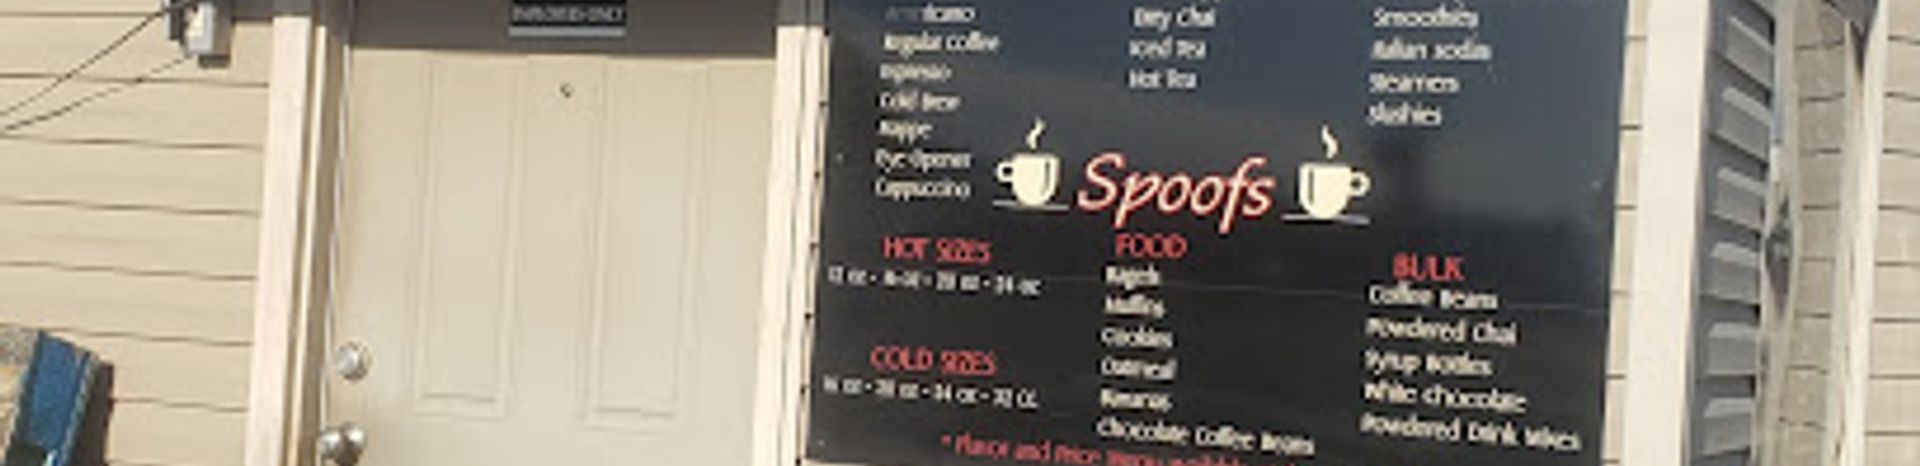 EMPLOYEES ONLY
Americano
Regular Coffee
Espresso
Cold Brew
Frappe
Eye-Opener
Cappuccino
Dirty Chai
Iced Tea
Hot Tea
Smoothies
Italian Sodas
Steamers
Slushies
Spoofs
HOT SIZES
12 oz - 16 oz - 20 oz - 24 oz
COLD SIZES
16 oz - 20 oz - 24 oz - 32 oz
FOOD
Bagels
Muffins
Cookies
Oatmeal
Bananas
Chocolate Coffee Beans
BULK
Coffee Beans
Powdered Chai
Syrup Bottles
White Chocolate
Powdered Drink Mixes
* Flavor and Price Menu